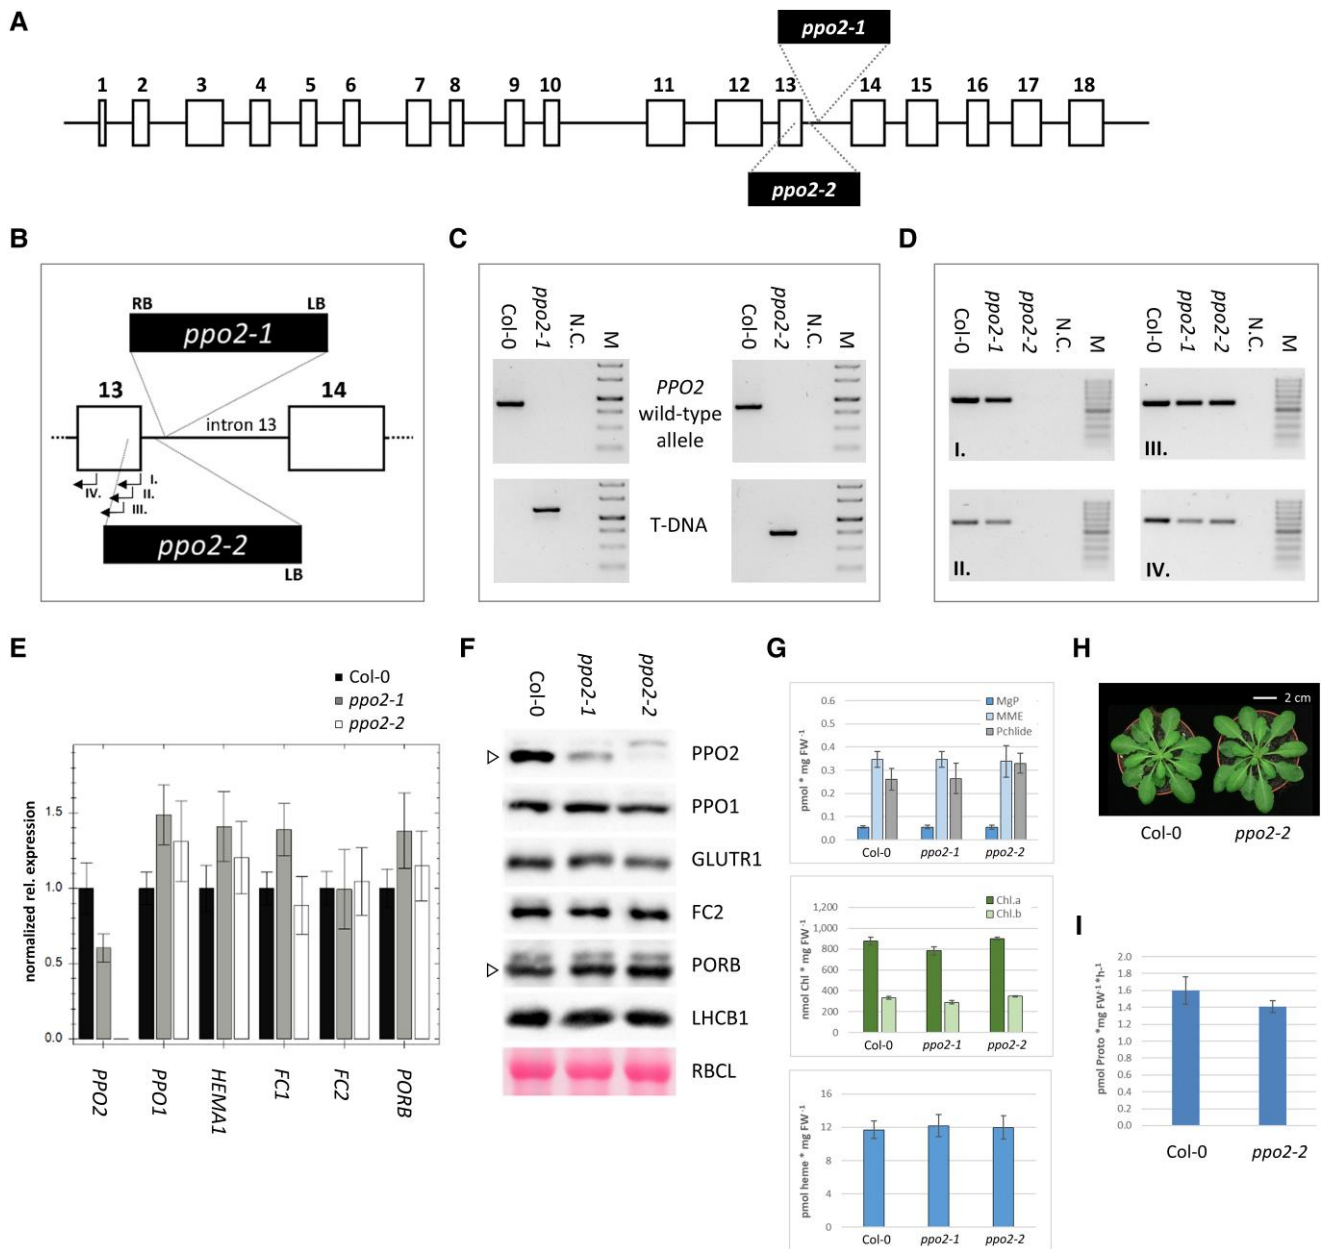 A
ppo2-1
1 2 3 4 5 6 7 8 9 10 11 12 13 14 15 16 17 18
ppo2-2
B
RB LB
ppo2-1
13 14
intron 13
IV. I.
II.
III.
ppo2-2
LB
C
Col-0 ppo2-1 N.C. M
Col-0 ppo2-2 N.C. M
PPO2
wild-type
allele
T-DNA
D
Col-0 ppo2-1 ppo2-2 N.C. M
Col-0 ppo2-1 ppo2-2 N.C. M
I. III.
II. IV.
E
Col-0
ppo2-1
ppo2-2
normalized rel. expression
1.5
1.0
0.5
0.0
PPO2 PPO1 HEMA1 FC1 FC2 PORB
F
Col-0 ppo2-1 ppo2-2
PPO2
PPO1
GLUTR1
FC2
PORB
LHCB1
RBCL
G
MgP
MME
Pchlide
pmol * mg FW⁻¹
0.6
0.5
0.4
0.3
0.2
0.1
0.0
Col-0 ppo2-1 ppo2-2
Chl.a
Chl.b
nmol Chl * mg FW⁻¹
1,200
1,000
800
600
400
200
0
Col-0 ppo2-1 ppo2-2
pmol heme * mg FW⁻¹
16
12
8
4
0
Col-0 ppo2-1 ppo2-2
H
2 cm
Col-0 ppo2-2
I
pmol Proto *mg FW⁻¹*h⁻¹
2.0
1.8
1.6
1.4
1.2
1.0
0.8
0.6
0.4
0.2
0.0
Col-0 ppo2-2